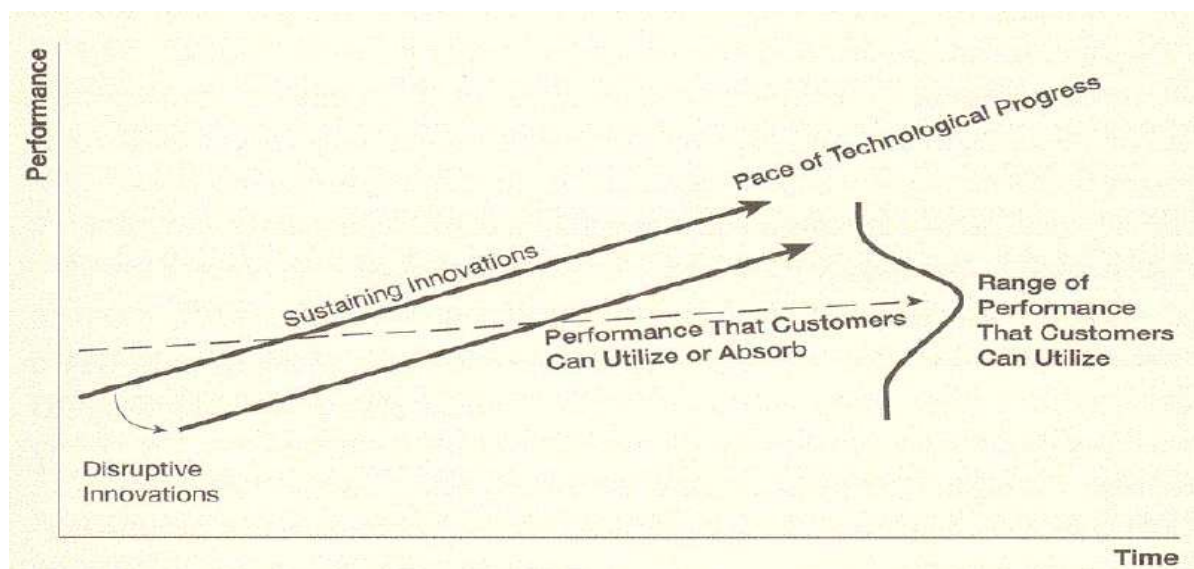 Performance
Pace of Technological Progress
Sustaining Innovations
Range of
Performance
That Customers
Can Utilize
Performance That Customers
Can Utilize or Absorb
Disruptive
Innovations
Time